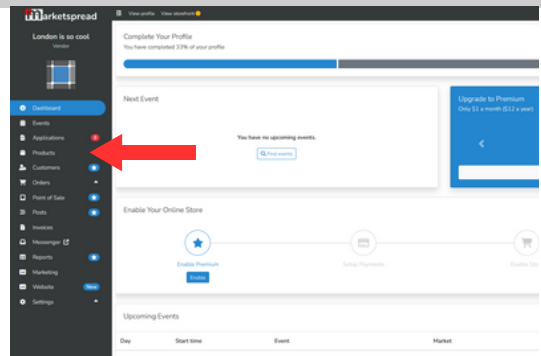 marketspread
View profile View storefront
London is so cool
Vendor
Dashboard
Events
Applications
Products
Customers
Orders
Point of Sale
Posts
Invoices
Messenger
Reports
Marketing
Website New
Settings
Complete Your Profile
You have completed 33% of your profile
Next Event
You have no upcoming events.
Find events
Upgrade to Premium
Only $1 a month ($12 a year)
Enable Your Online Store
Enable Premium
Enable
Setup Payments
Enable Sto
Upcoming Events
Day Start time Event Market